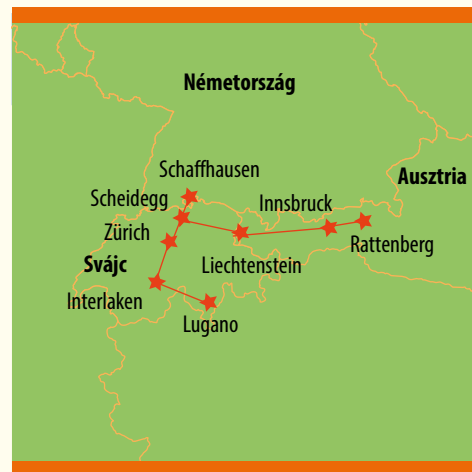 Németország
Schaffhausen
Ausztria
Scheidegg
Innsbruck
Zürich
Rattenberg
Svájc
Liechtenstein
Interlaken
Lugano